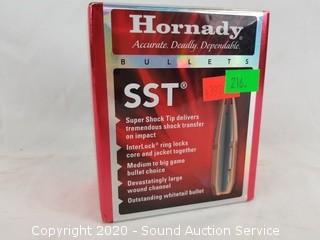 Hornady
Accurate. Deadly. Dependable.
BULLETS
SST®
216
Super Shock Tip delivers
tremendous shock transfer
on impact
InterLock® ring locks
core and jacket together
Medium to big game
bullet choice
Devastatingly large
wound channel
Outstanding whitetail bullet
Copyright 2020 - Sound Auction Service